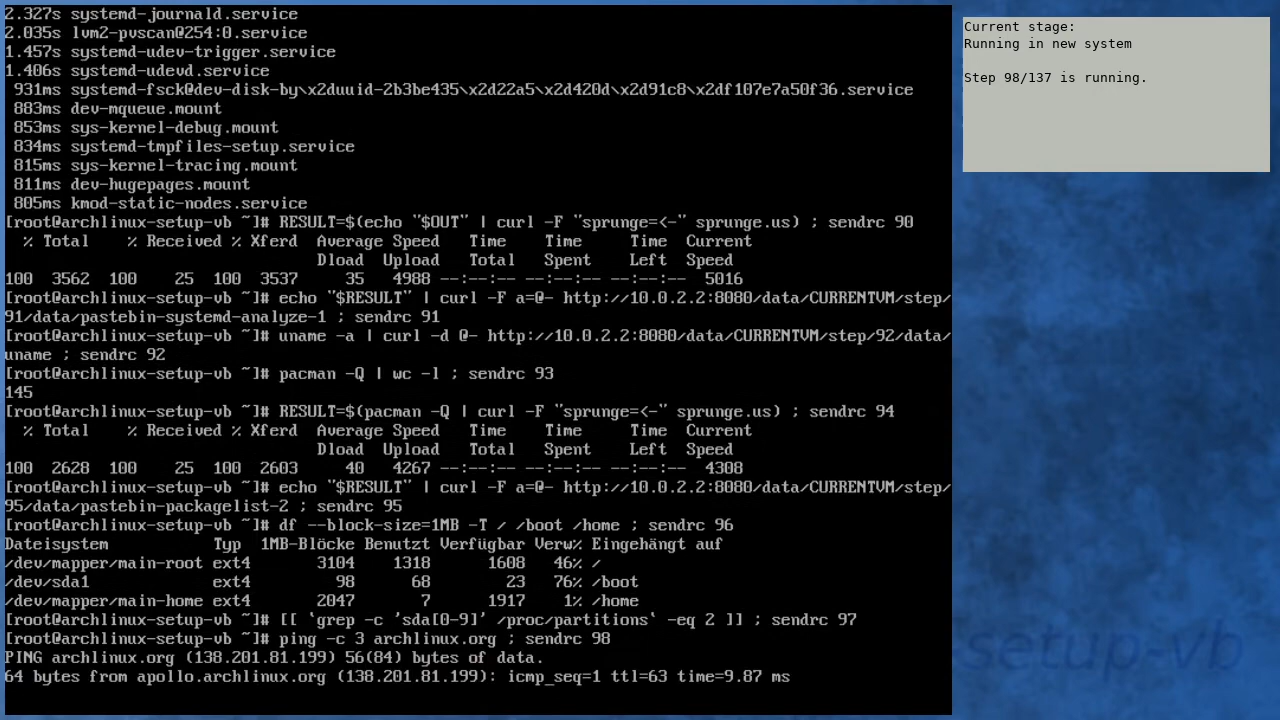 2.327s systemd-journald.service
2.035s lvm2-pvscan@254:0.service
1.457s systemd-udev-trigger.service
1.406s systemd-udevd.service
931ms systemd-fsck@dev-disk-by\x2duuid-2b3be435\x2d22a5\x2d420d\x2d91c8\x2df107e7a50f36.service
883ms dev-mqueue.mount
853ms sys-kernel-debug.mount
834ms systemd-tmpfiles-setup.service
815ms sys-kernel-tracing.mount
811ms dev-hugepages.mount
805ms kmod-static-nodes.service
[root@archlinux-setup-vb ~]# RESULT=$(echo "$OUT" | curl -F "sprunge=<-" sprunge.us) ; sendrc 90
% Total    % Received % Xferd  Average Speed   Time    Time     Time  Current
Dload  Upload   Total   Spent    Left  Speed
100  3562  100    25  100  3537     35   4988 --:--:-- --:--:-- --:--:--  5016
[root@archlinux-setup-vb ~]# echo "$RESULT" | curl -F a=@- http://10.0.2.2:8080/data/CURRENTVM/step/
91/data/pastebin-systemd-analyze-1 ; sendrc 91
[root@archlinux-setup-vb ~]# uname -a | curl -d @- http://10.0.2.2:8080/data/CURRENTVM/step/92/data/
uname ; sendrc 92
[root@archlinux-setup-vb ~]# pacman -Q | wc -l ; sendrc 93
145
[root@archlinux-setup-vb ~]# RESULT=$(pacman -Q | curl -F "sprunge=<-" sprunge.us) ; sendrc 94
% Total    % Received % Xferd  Average Speed   Time    Time     Time  Current
Dload  Upload   Total   Spent    Left  Speed
100  2628  100    25  100  2603     40   4267 --:--:-- --:--:-- --:--:--  4308
[root@archlinux-setup-vb ~]# echo "$RESULT" | curl -F a=@- http://10.0.2.2:8080/data/CURRENTVM/step/
95/data/pastebin-packagelist-2 ; sendrc 95
[root@archlinux-setup-vb ~]# df --block-size=1MB -T / /boot /home ; sendrc 96
Dateisystem           Typ  1MB-Blöcke Benutzt Verfügbar Verw% Eingehängt auf
/dev/mapper/main-root ext4       3104    1318      1608   46% /
/dev/sda1             ext4         98      68        23   76% /boot
/dev/mapper/main-home ext4       2047       7      1917    1% /home
[root@archlinux-setup-vb ~]# [[ `grep -c 'sda[0-9]' /proc/partitions` -eq 2 ]] ; sendrc 97
[root@archlinux-setup-vb ~]# ping -c 3 archlinux.org ; sendrc 98
PING archlinux.org (138.201.81.199) 56(84) bytes of data.
64 bytes from apollo.archlinux.org (138.201.81.199): icmp_seq=1 ttl=63 time=9.87 ms
Current stage:
Running in new system
Step 98/137 is running.
setup-vb